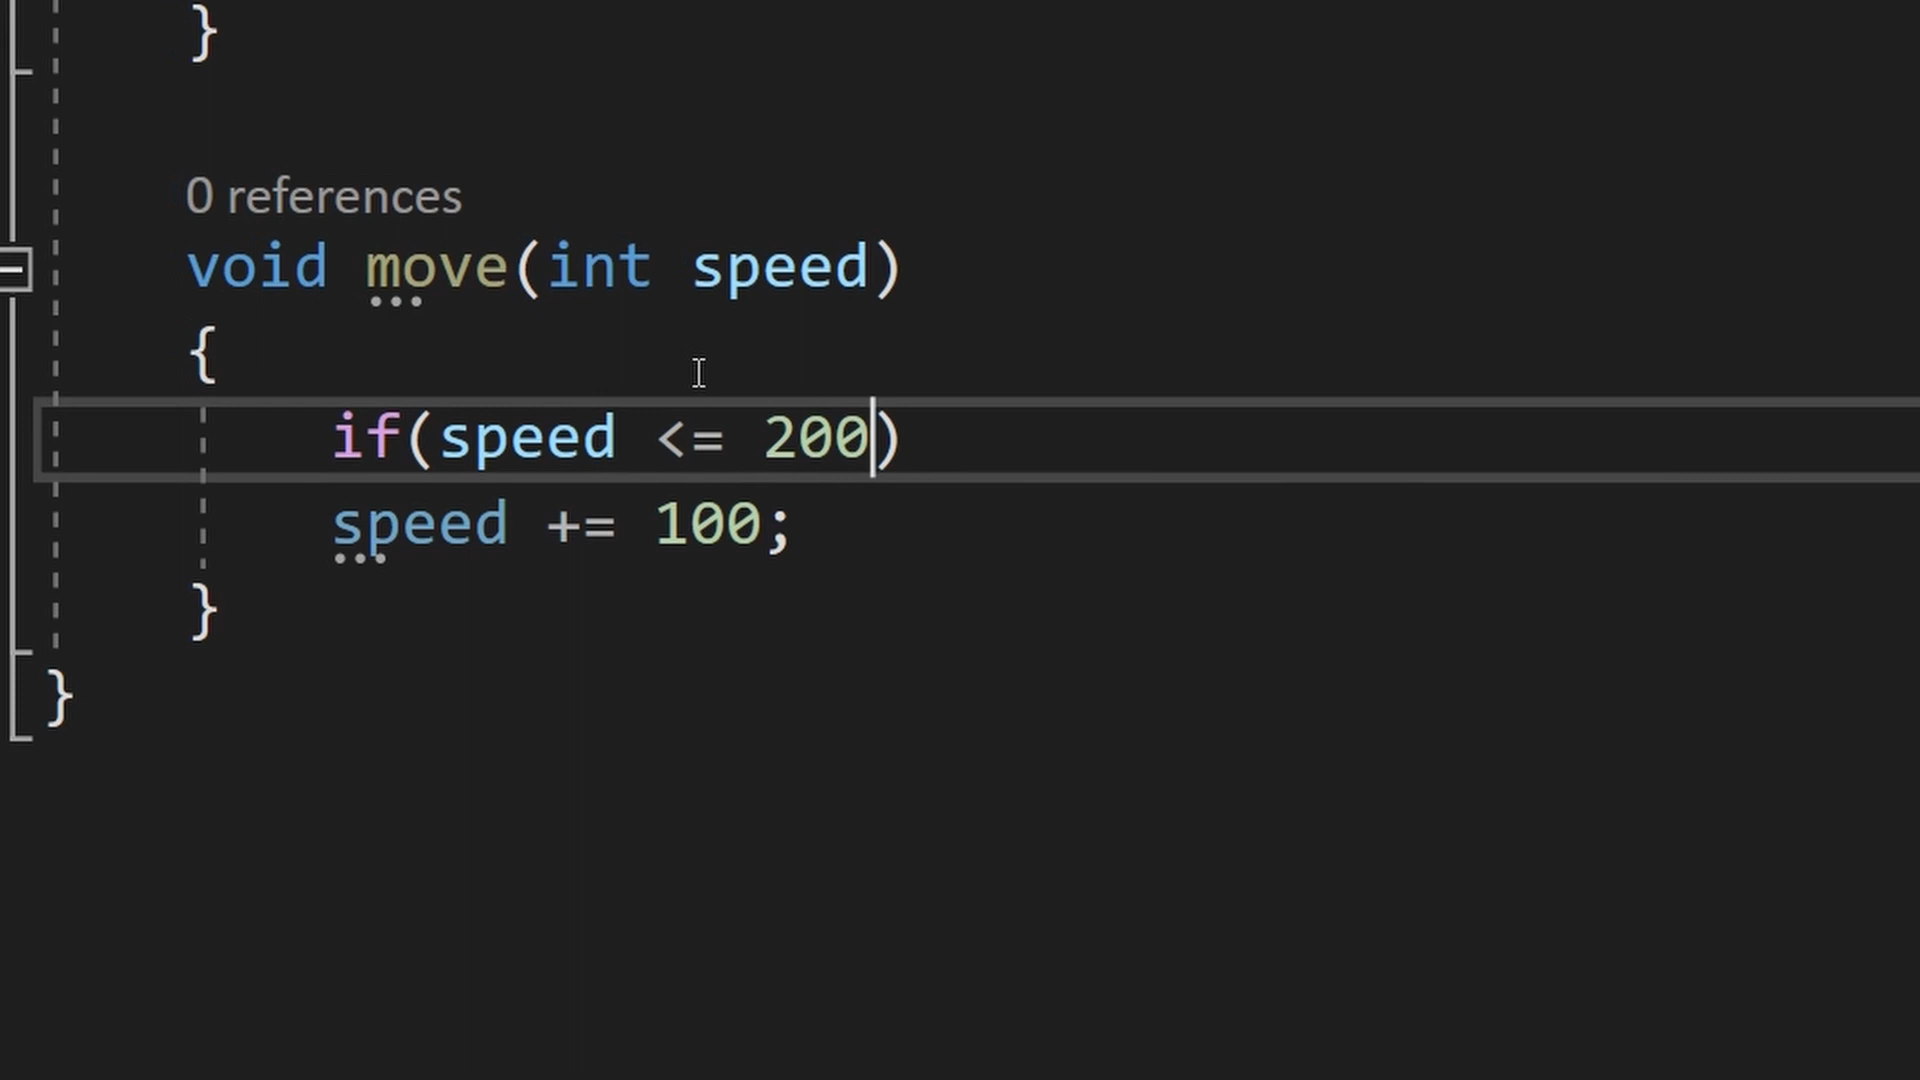 }
0 references
void move(int speed)
{
if(speed <= 200)
speed += 100;
}
}